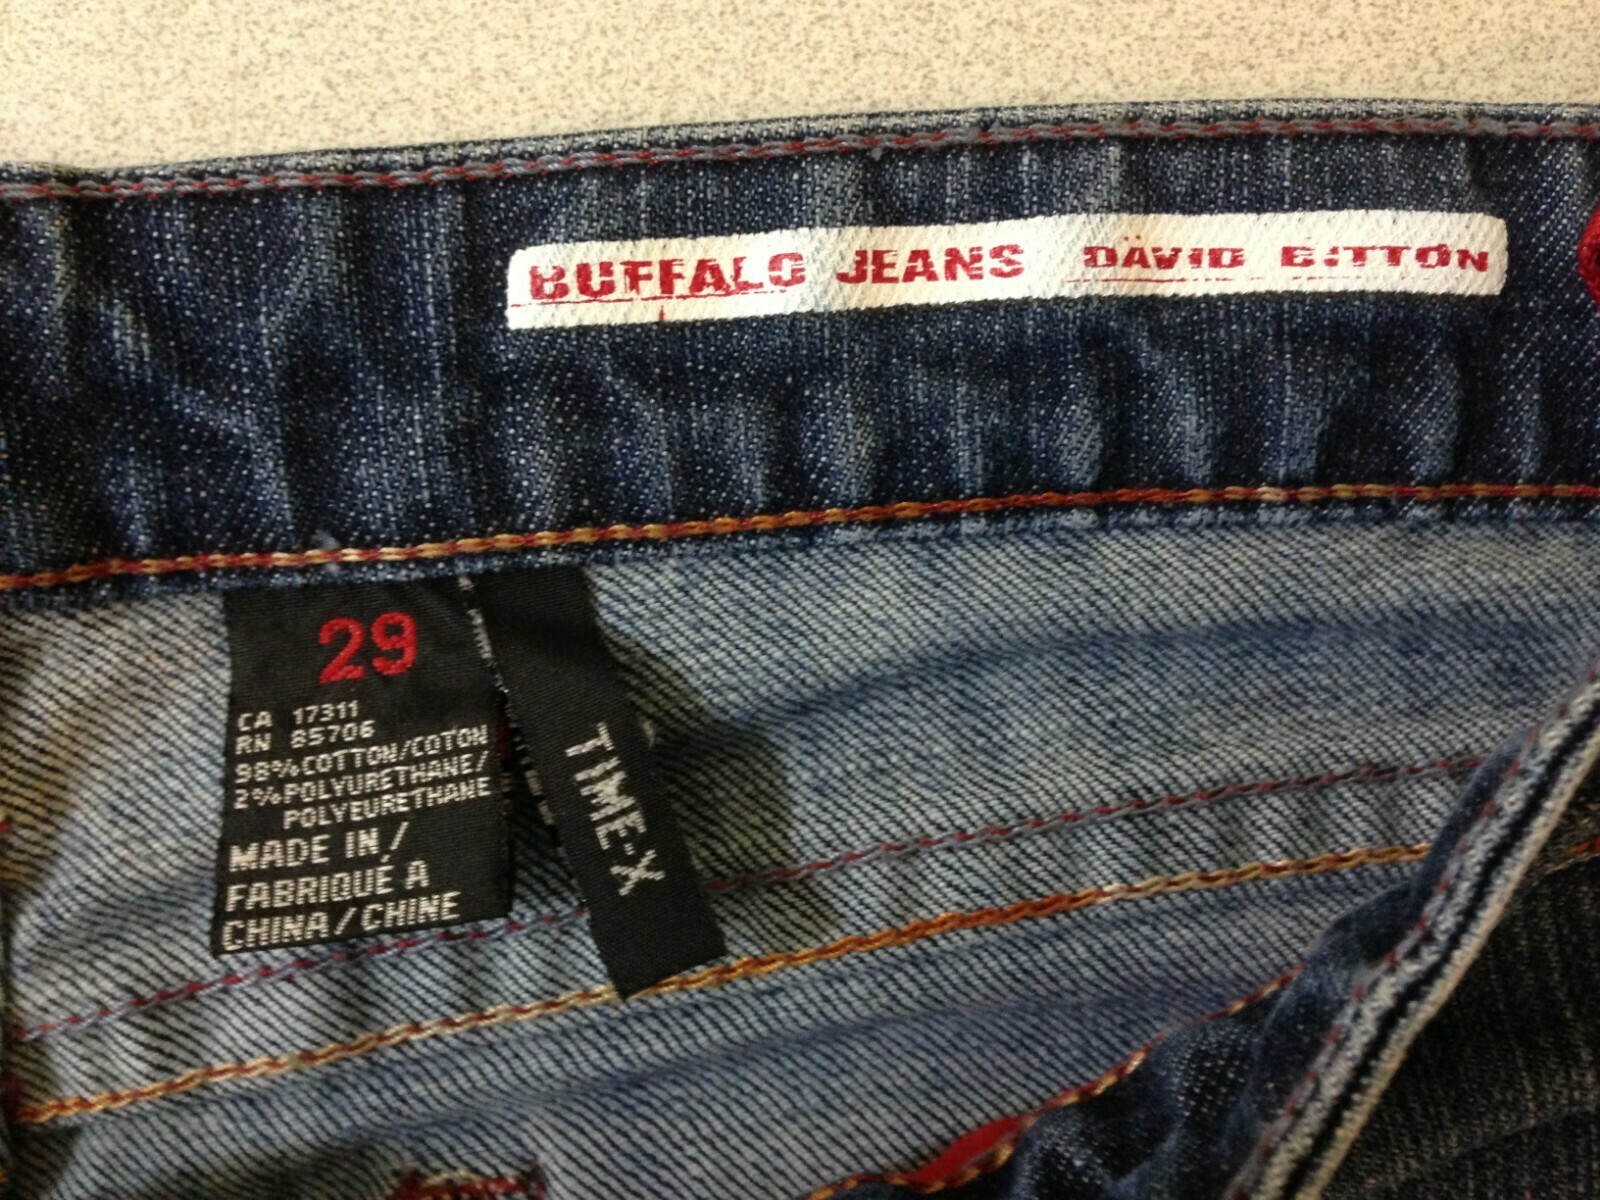 BUFFALO JEANS DAVID BITTON
29
CA 17311
RN 85706
98%COTTON/COTON
2%POLYURETHANE/
POLYEURETHANE
MADE IN/
FABRIQUÉ A
CHINA/CHINE
TIME-X